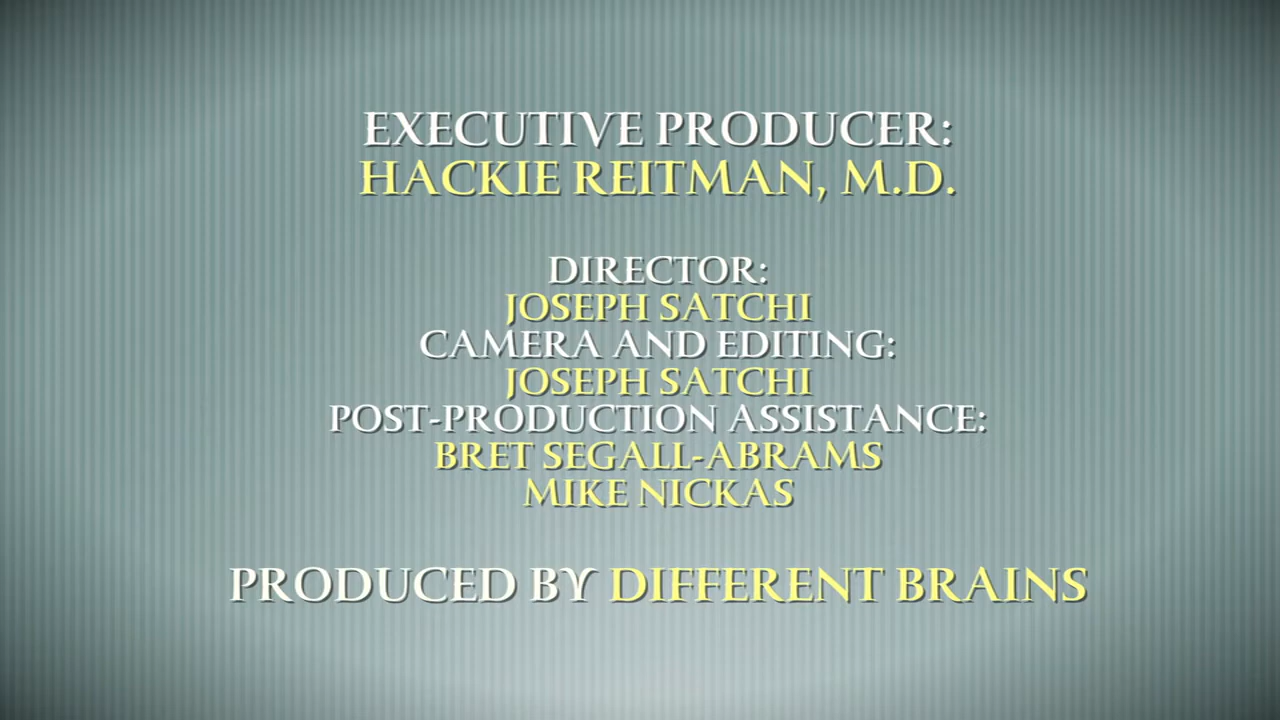 EXECUTIVE PRODUCER:
HACKIE REITMAN, M.D.
DIRECTOR:
JOSEPH SATCHI
CAMERA AND EDITING:
JOSEPH SATCHI
POST-PRODUCTION ASSISTANCE:
BRET SEGALL-ABRAMS
MIKE NICKAS
PRODUCED BY DIFFERENT BRAINS